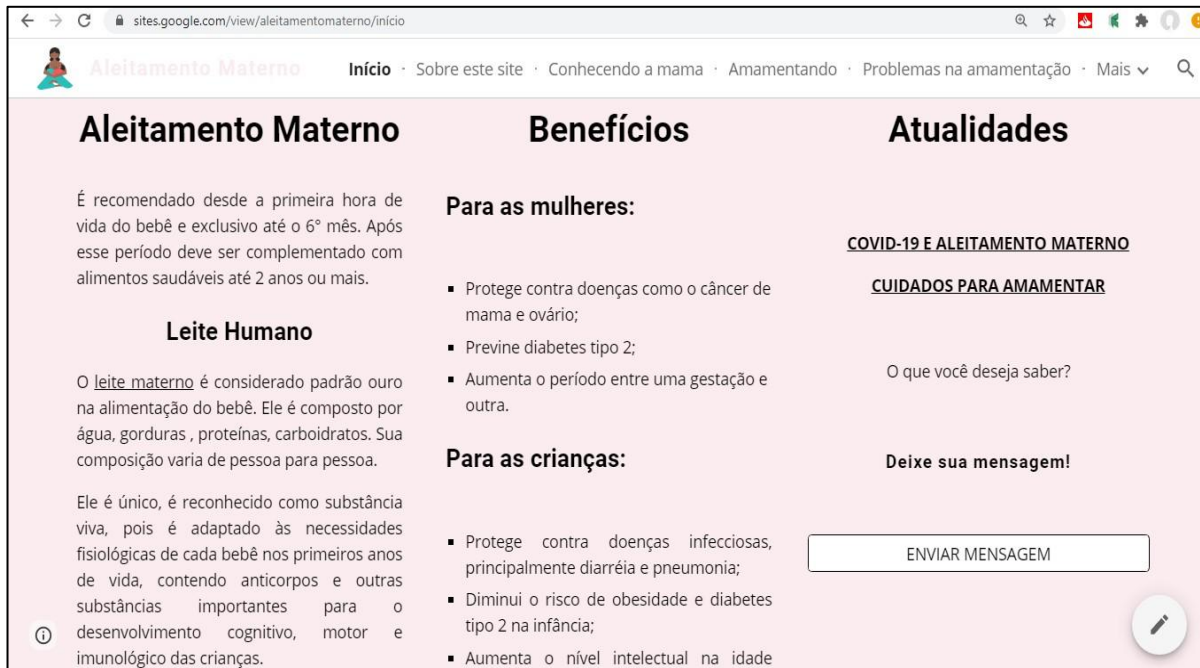 sites.google.com/view/aleitamentomaterno/início
Aleitamento Materno
Início · Sobre este site · Conhecendo a mama · Amamentando · Problemas na amamentação · Mais
Aleitamento Materno
É recomendado desde a primeira hora de
vida do bebê e exclusivo até o 6° mês. Após
esse período deve ser complementado com
alimentos saudáveis até 2 anos ou mais.
Leite Humano
O leite materno é considerado padrão ouro
na alimentação do bebê. Ele é composto por
água, gorduras , proteínas, carboidratos. Sua
composição varia de pessoa para pessoa.
Ele é único, é reconhecido como substância
viva, pois é adaptado às necessidades
fisiológicas de cada bebê nos primeiros anos
de vida, contendo anticorpos e outras
substâncias importantes para o
desenvolvimento cognitivo, motor e
imunológico das crianças.
Benefícios
Para as mulheres:
▪ Protege contra doenças como o câncer de
mama e ovário;
▪ Previne diabetes tipo 2;
▪ Aumenta o período entre uma gestação e
outra.
Para as crianças:
▪ Protege contra doenças infecciosas,
principalmente diarréia e pneumonia;
▪ Diminui o risco de obesidade e diabetes
tipo 2 na infância;
▪ Aumenta o nível intelectual na idade
Atualidades
COVID-19 E ALEITAMENTO MATERNO
CUIDADOS PARA AMAMENTAR
O que você deseja saber?
Deixe sua mensagem!
ENVIAR MENSAGEM